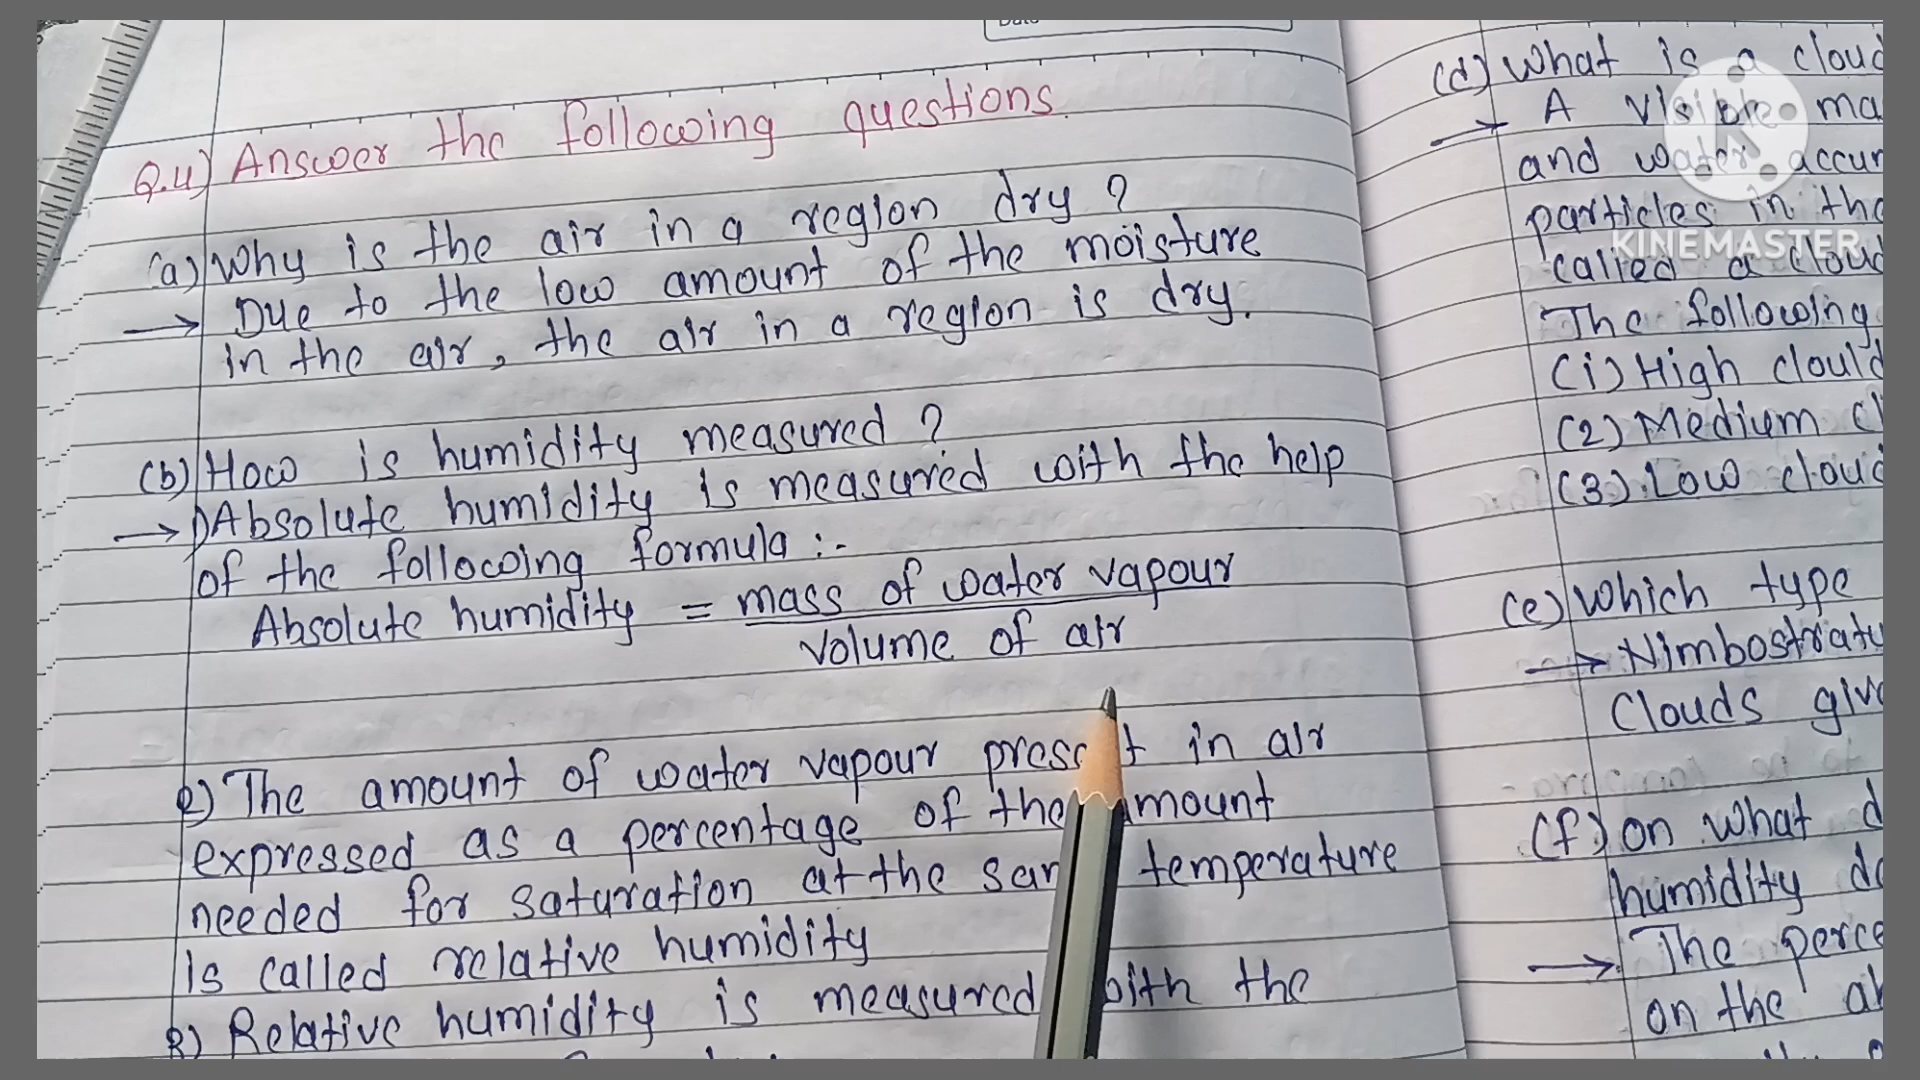 Date
Q.4) Answer the following questions.
(a) Why is the air in a region dry ?
→ Due to the low amount of the moisture
in the air, the air in a region is dry.
(b) How is humidity measured ?
→ 1) Absolute humidity is measured with the help
of the following formula :-
Absolute humidity = mass of water vapour
volume of air
2) The amount of water vapour present in air
expressed as a percentage of the amount
needed for saturation at the same temperature
is called relative humidity
3) Relative humidity is measured with the
(d) What is a cloud
→ A visible
and water
particles in the
called a cloud
The following
(i) High clould
(2) Medium
(3) Low cloud
(e) Which type
→ Nimbostratu
Clouds give
(f) on what
humidity
→ The
on the
KINEMASTER